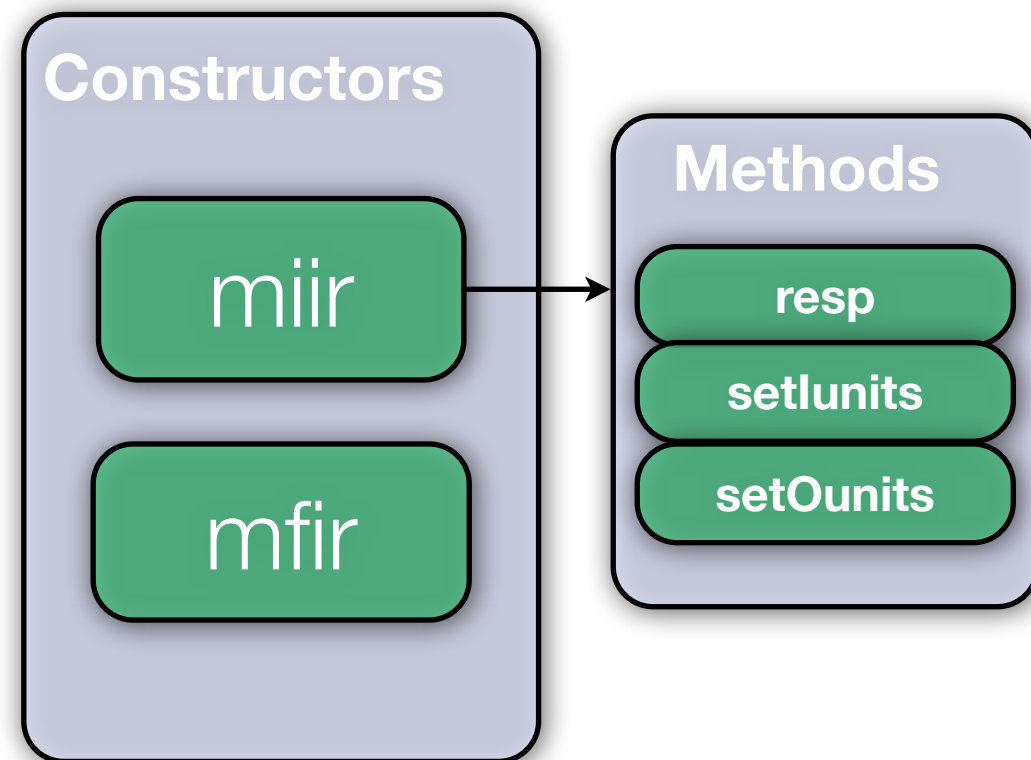 Constructors
miir
mfir
Methods
resp
setIunits
setOunits